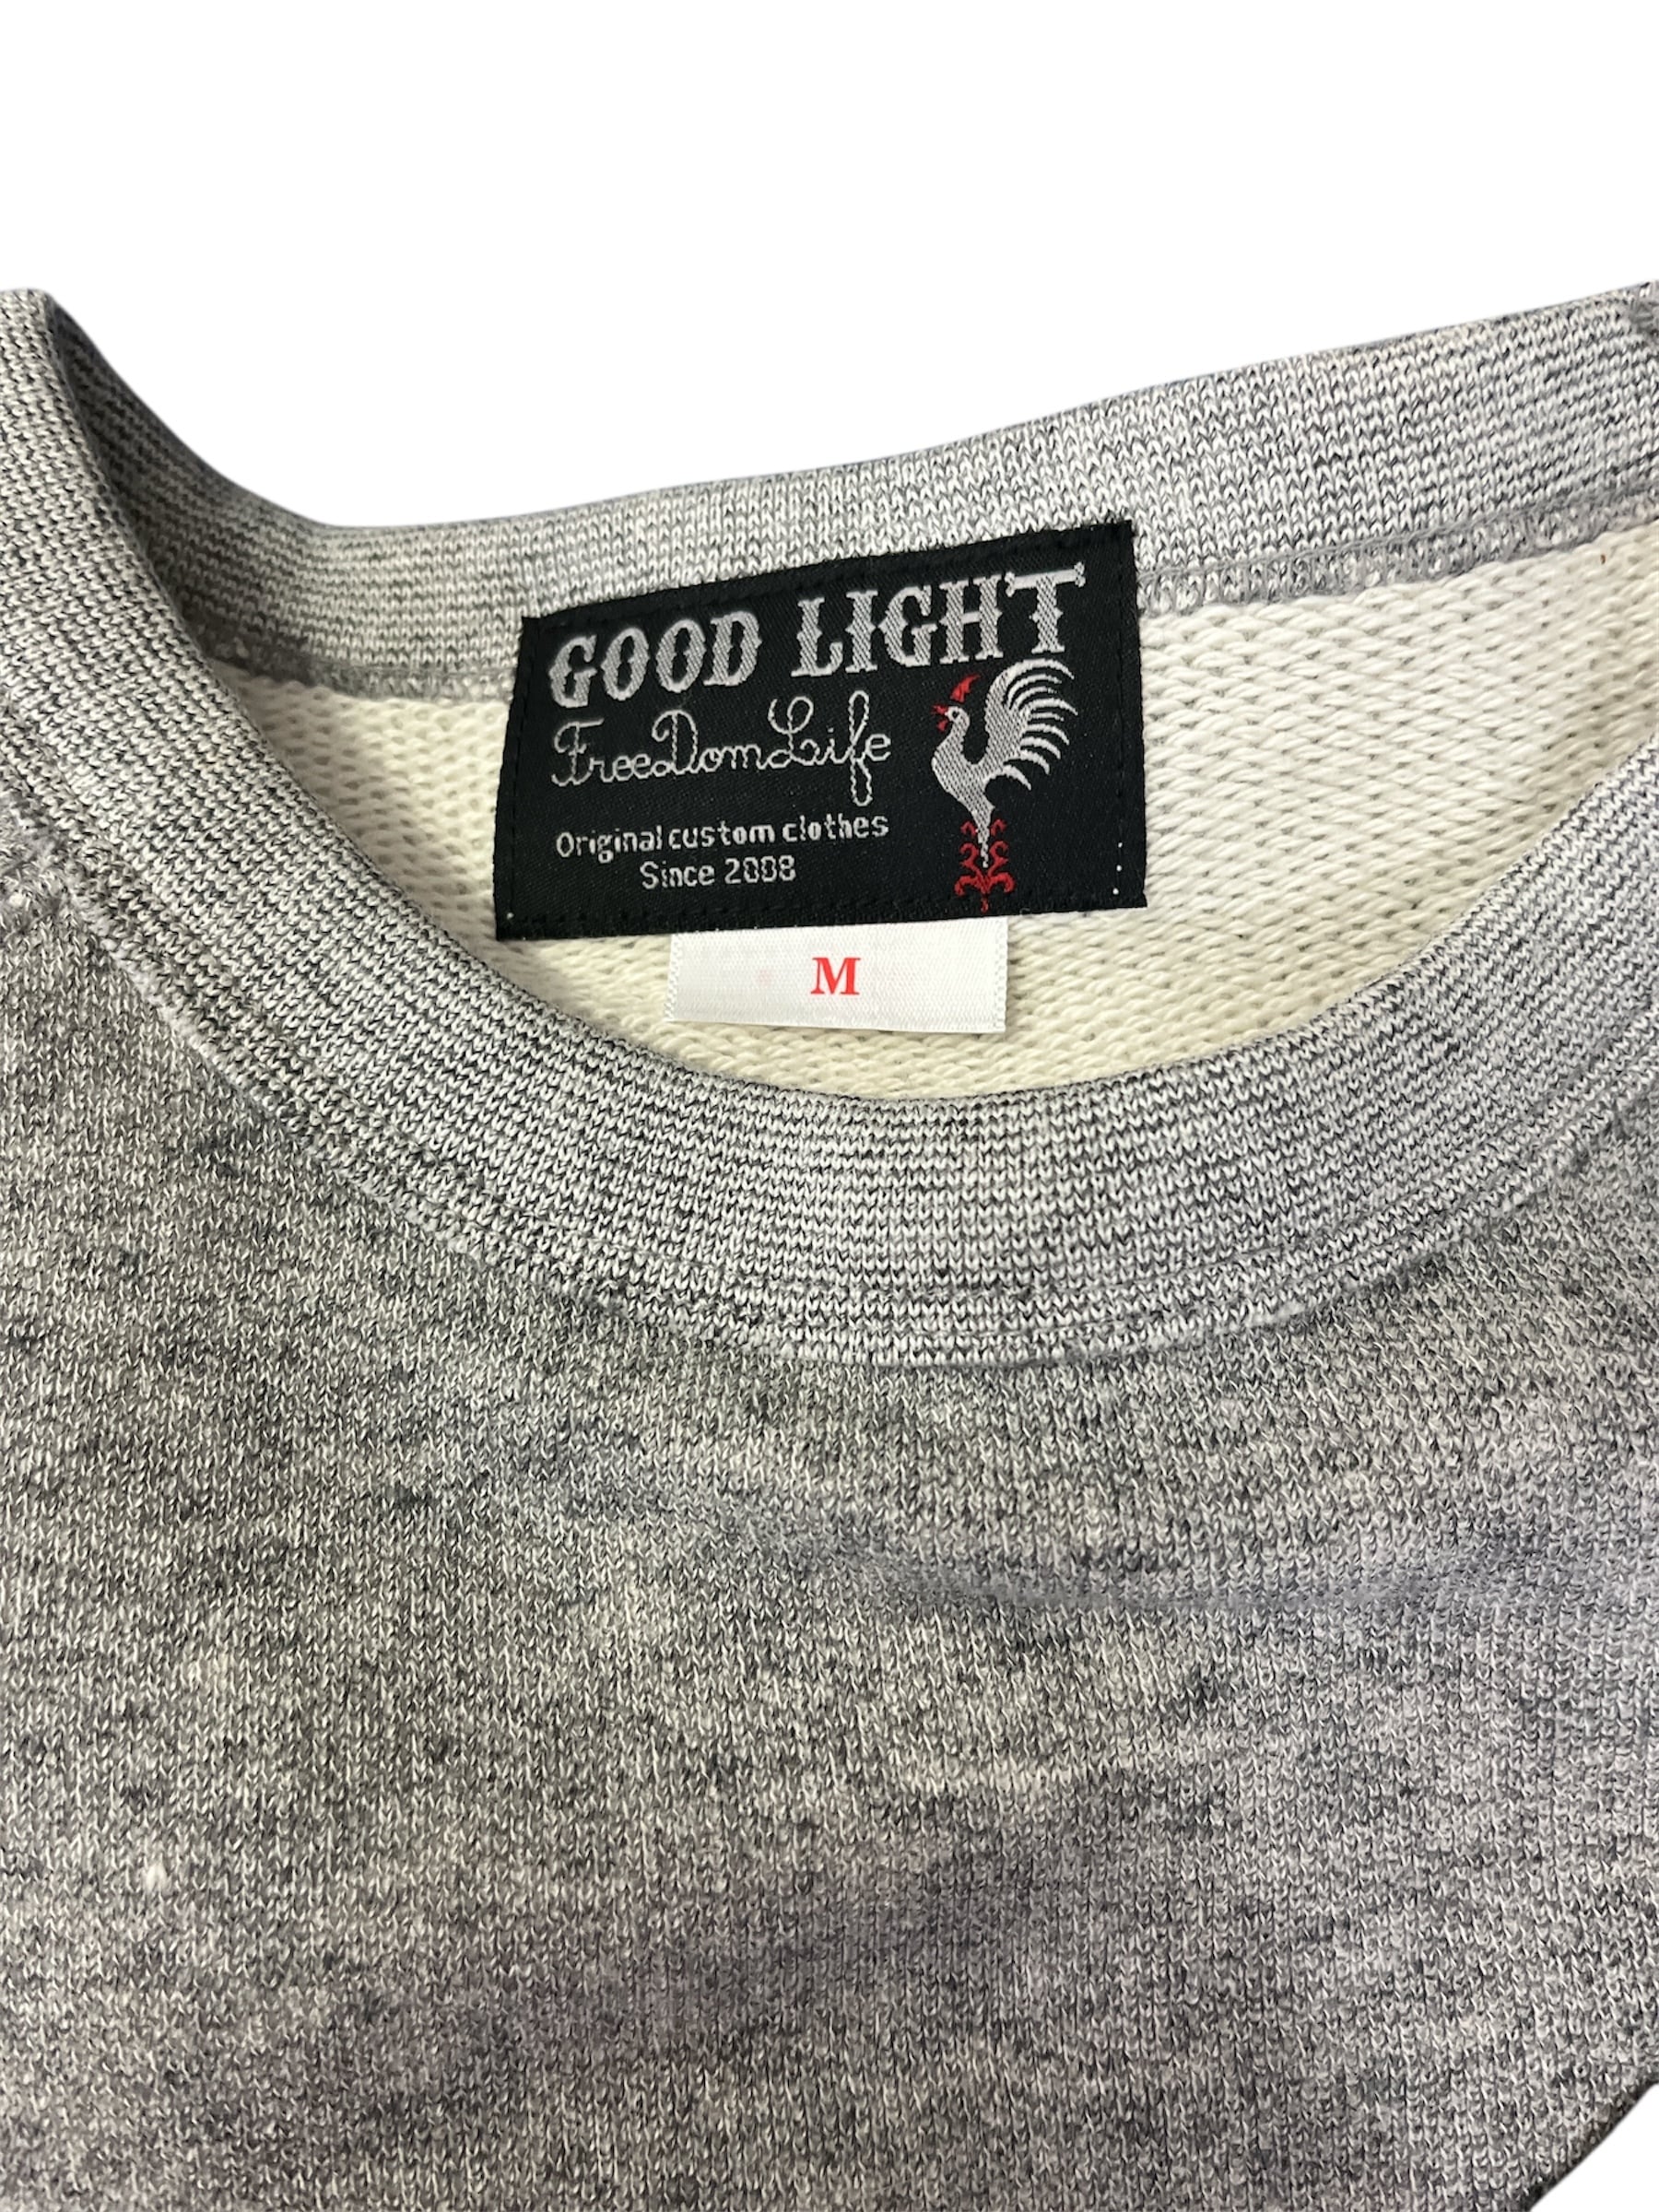 GOOD LIGHT
FreeDomLife
Original custom clothes
Since 2008
M